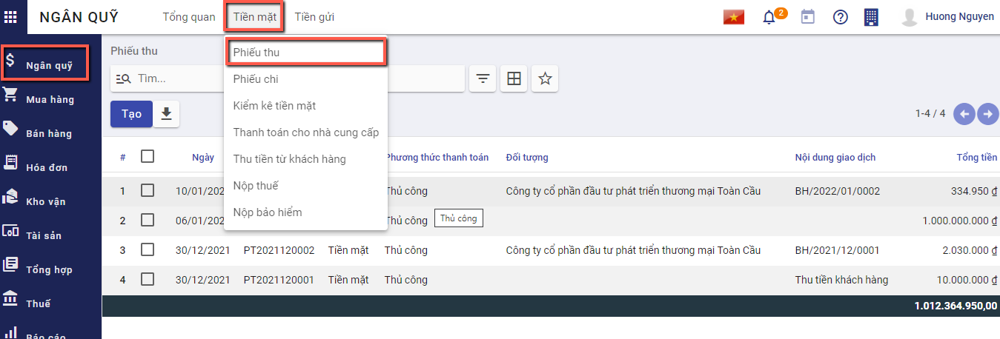 NGÂN QUỸ Tổng quan Tiền mặt Tiền gửi 2 Huong Nguyen
Ngân quỹ
Mua hàng
Bán hàng
Hóa đơn
Kho vận
Tài sản
Tổng hợp
Thuế
Báo cáo
Phiếu thu
Tìm...
Tạo
1-4 / 4
Phiếu thu
Phiếu chi
Kiểm kê tiền mặt
Thanh toán cho nhà cung cấp
Thu tiền từ khách hàng
Nộp thuế
Nộp bảo hiểm
# Ngày Phương thức thanh toán Đối tượng Nội dung giao dịch Tổng tiền
1 10/01/202 Thủ công Công ty cổ phần đầu tư phát triển thương mại Toàn Cầu BH/2022/01/0002 334.950 ₫
2 06/01/202 Thủ công 1.000.000.000 ₫
Thủ công
3 30/12/2021 PT2021120002 Tiền mặt Thủ công Công ty cổ phần đầu tư phát triển thương mại Toàn Cầu BH/2021/12/0001 2.030.000 ₫
4 30/12/2021 PT2021120001 Tiền mặt Thủ công Thu tiền khách hàng 10.000.000 ₫
1.012.364.950,00